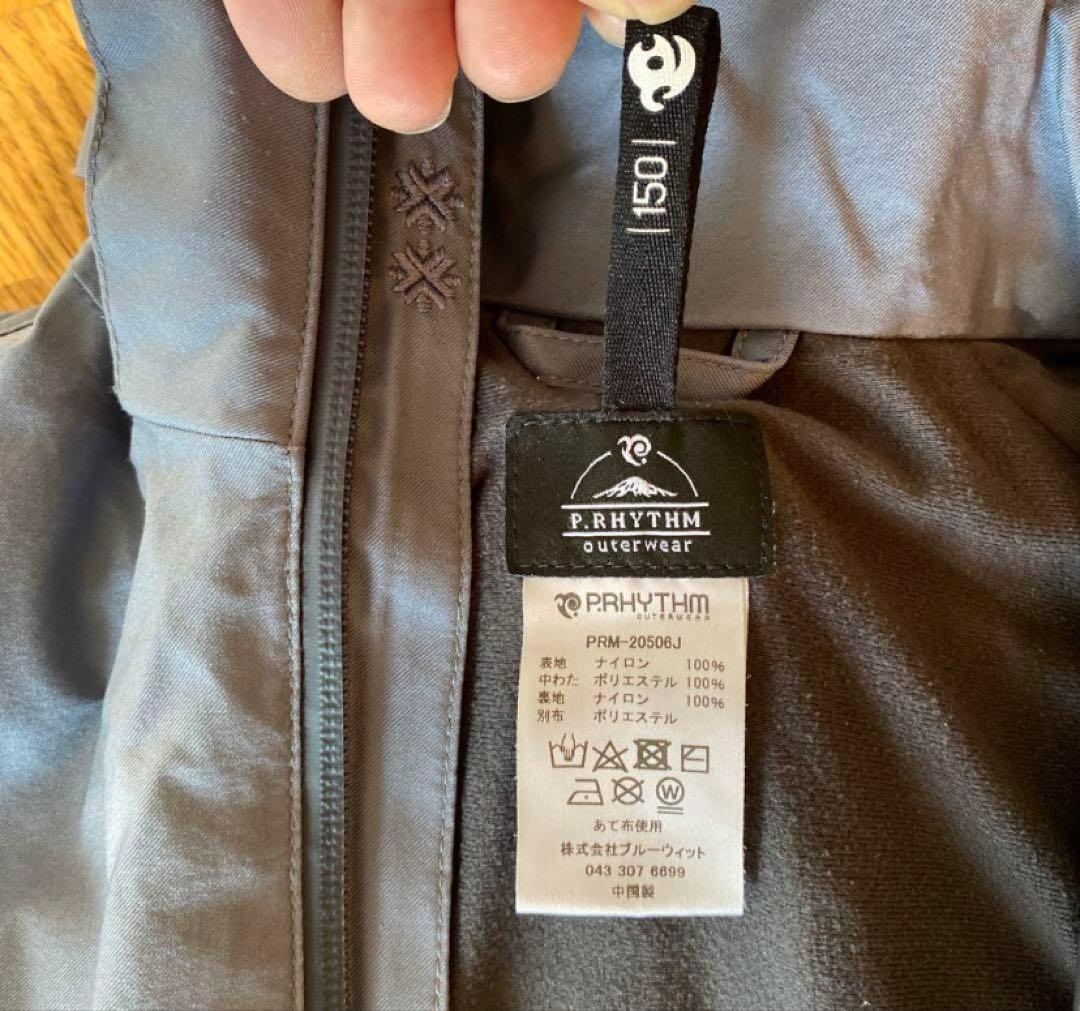 |150|
P.RHYTHM
outerwear
P.RHYTHM
OUTERWEAR
PRM-20506J
表地 ナイロン 100%
中わた ポリエステル 100%
裏地 ナイロン 100%
別布 ポリエステル
W
あて布使用
株式会社ブルーウィット
043 307 6699
中国製